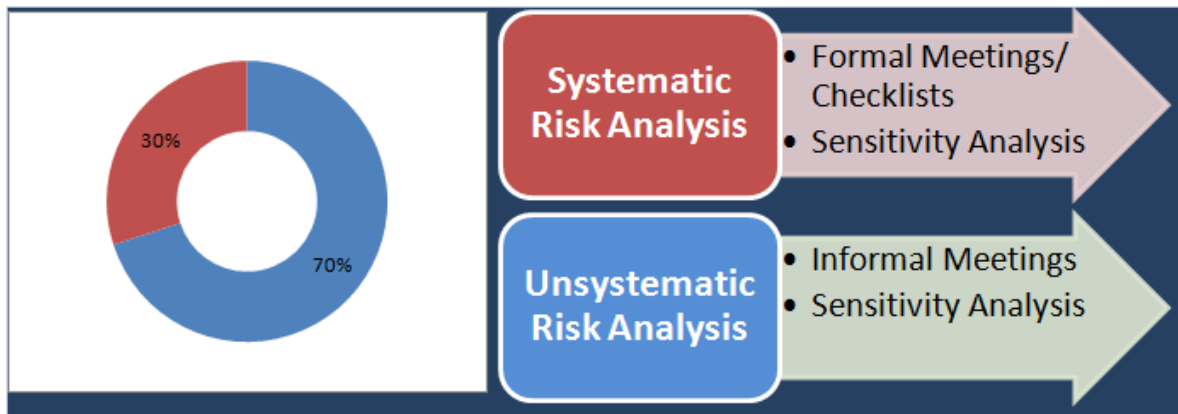 30%
70%
Systematic
Risk Analysis
• Formal Meetings/
Checklists
• Sensitivity Analysis
Unsystematic
Risk Analysis
• Informal Meetings
• Sensitivity Analysis